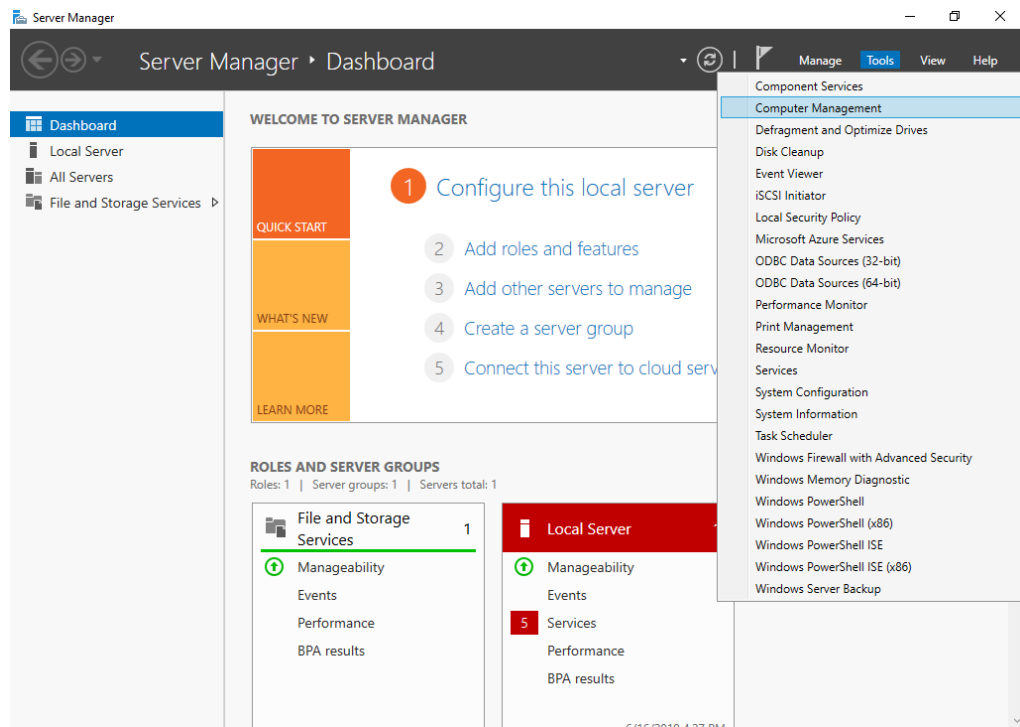 Server Manager
Server Manager • Dashboard
Manage Tools View Help
Dashboard
Local Server
All Servers
File and Storage Services
WELCOME TO SERVER MANAGER
QUICK START
WHAT'S NEW
LEARN MORE
1 Configure this local server
2 Add roles and features
3 Add other servers to manage
4 Create a server group
5 Connect this server to cloud serv
ROLES AND SERVER GROUPS
Roles: 1 | Server groups: 1 | Servers total: 1
File and Storage
Services 1
Manageability
Events
Performance
BPA results
Local Server
Manageability
Events
5 Services
Performance
BPA results
Component Services
Computer Management
Defragment and Optimize Drives
Disk Cleanup
Event Viewer
iSCSI Initiator
Local Security Policy
Microsoft Azure Services
ODBC Data Sources (32-bit)
ODBC Data Sources (64-bit)
Performance Monitor
Print Management
Resource Monitor
Services
System Configuration
System Information
Task Scheduler
Windows Firewall with Advanced Security
Windows Memory Diagnostic
Windows PowerShell
Windows PowerShell (x86)
Windows PowerShell ISE
Windows PowerShell ISE (x86)
Windows Server Backup